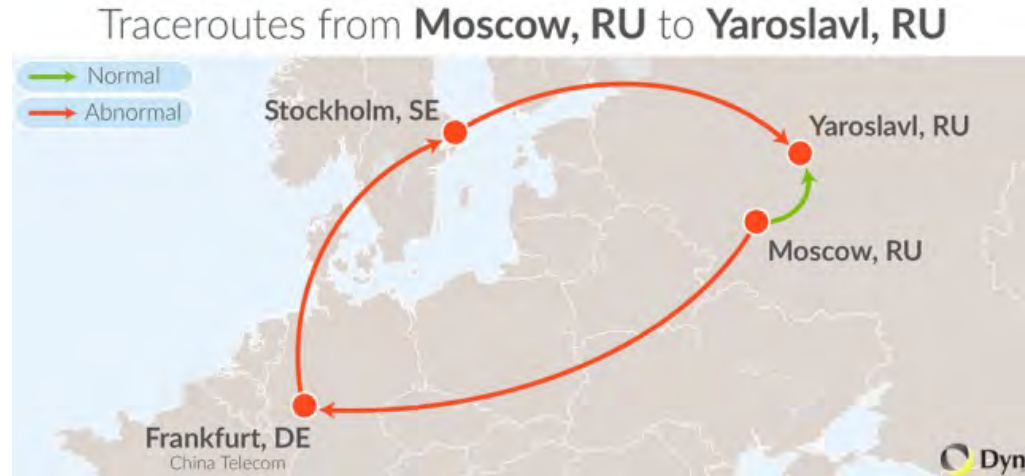 Traceroutes from Moscow, RU to Yaroslavl, RU
Normal
Abnormal
Stockholm, SE
Yaroslavl, RU
Moscow, RU
Frankfurt, DE
China Telecom
Dyn